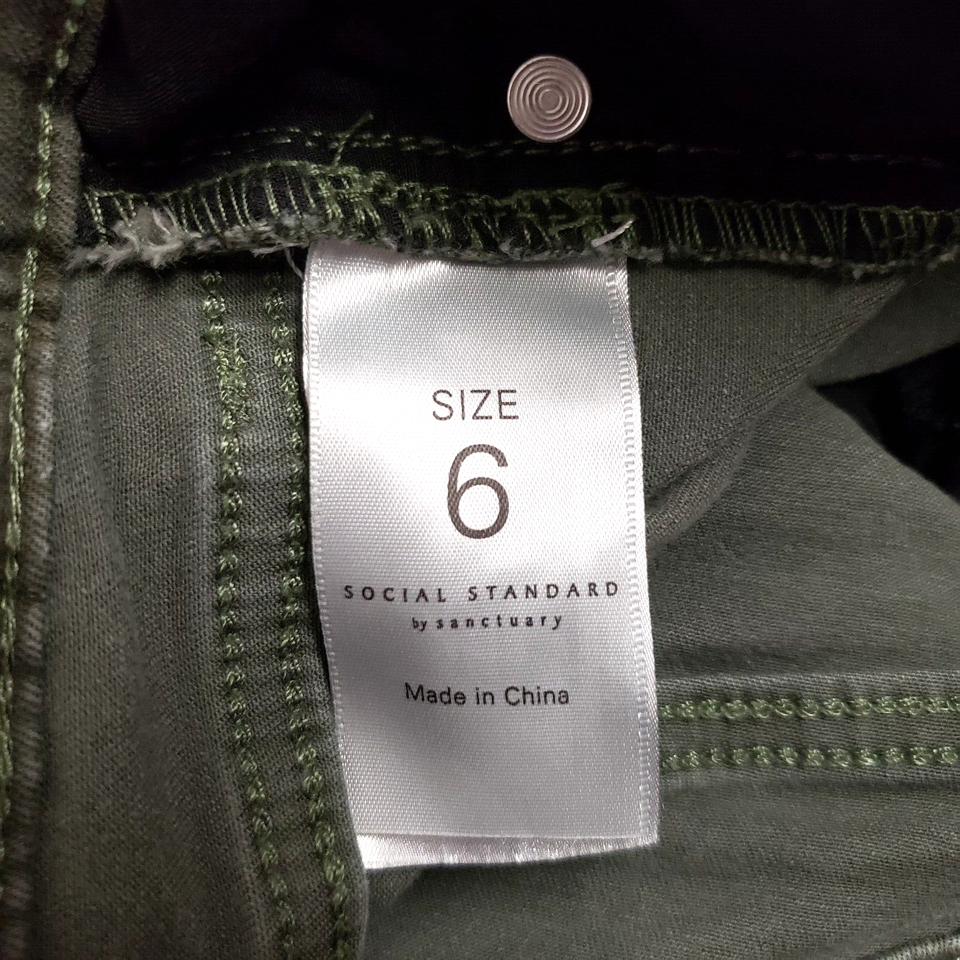 SIZE
6
SOCIAL STANDARD
by sanctuary
Made in China